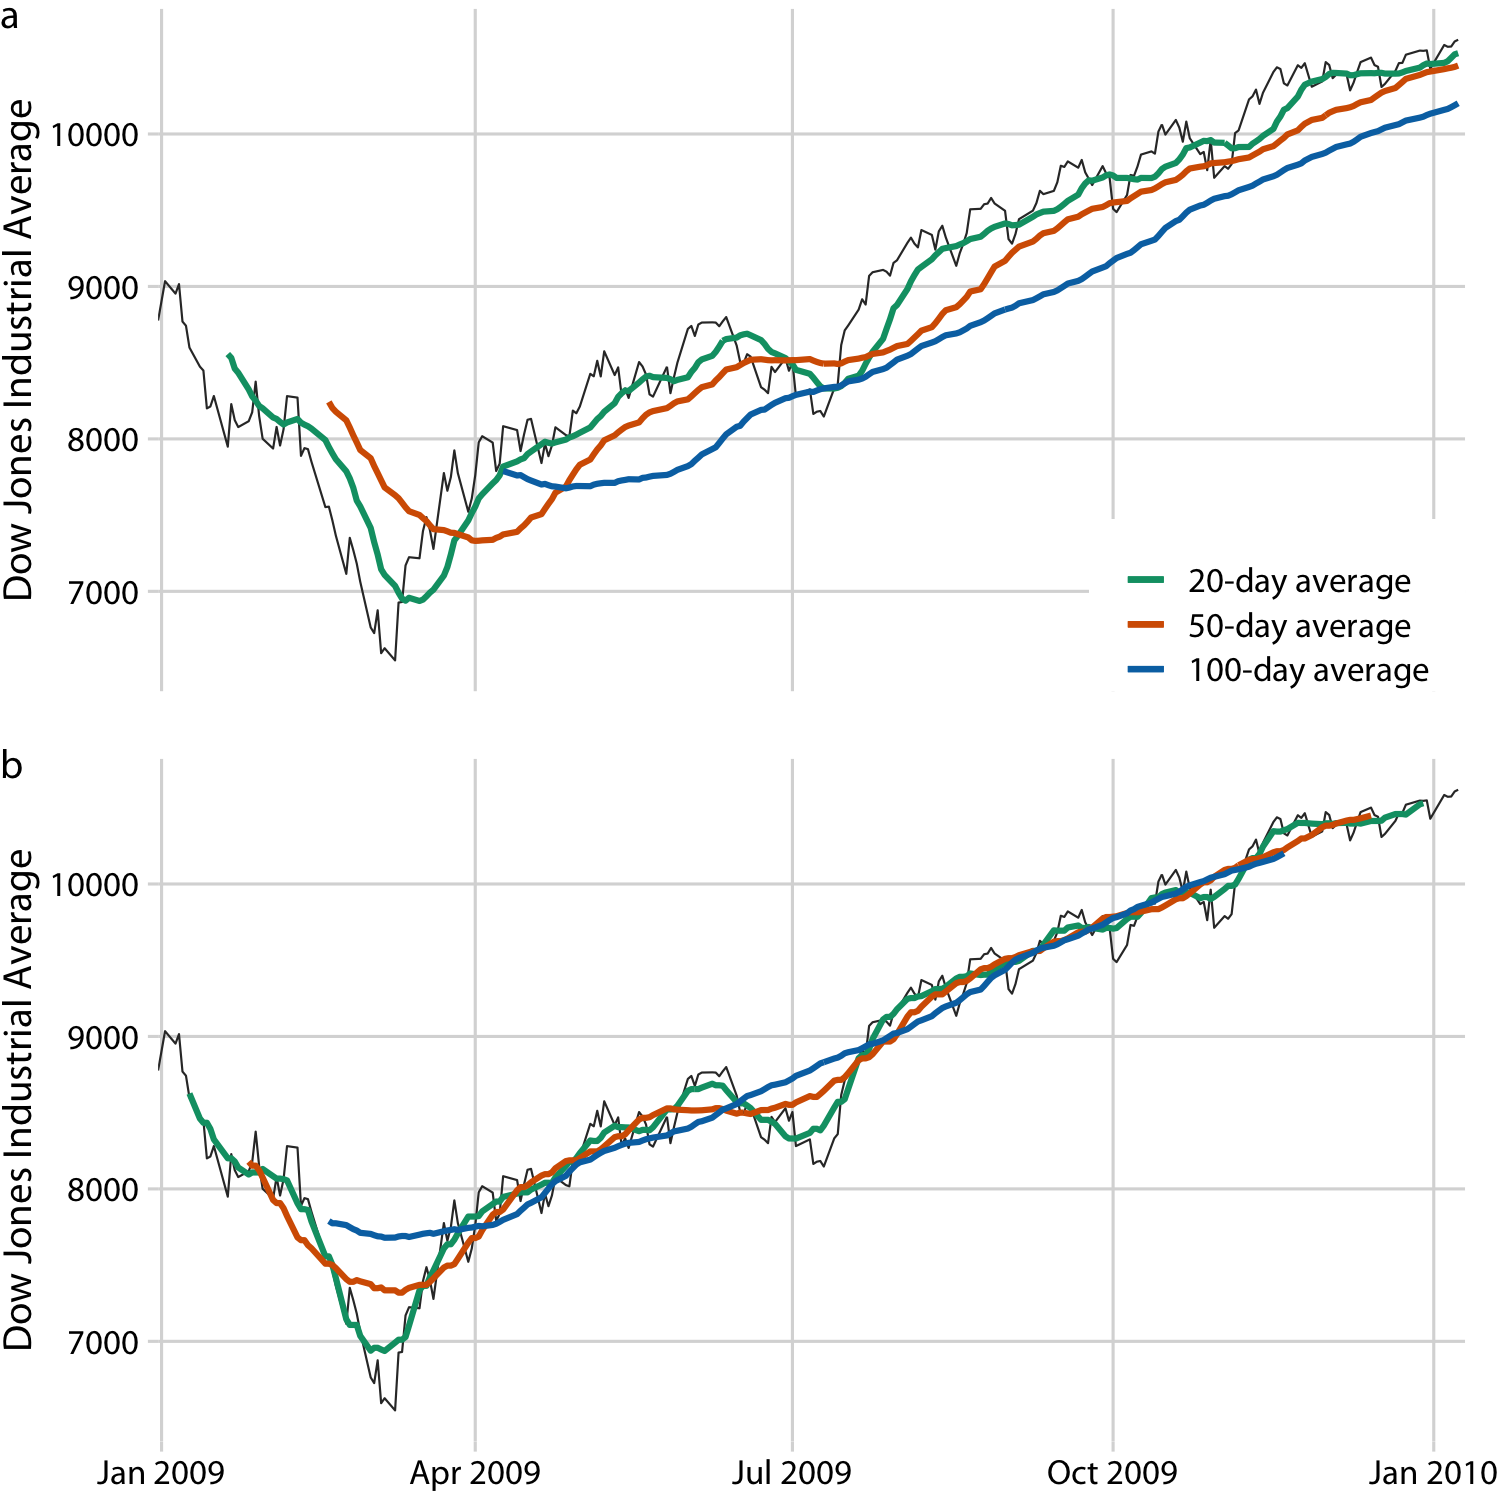 a
Dow Jones Industrial Average
10000
9000
8000
7000
20-day average
50-day average
100-day average
b
Dow Jones Industrial Average
10000
9000
8000
7000
Jan 2009 Apr 2009 Jul 2009 Oct 2009 Jan 2010